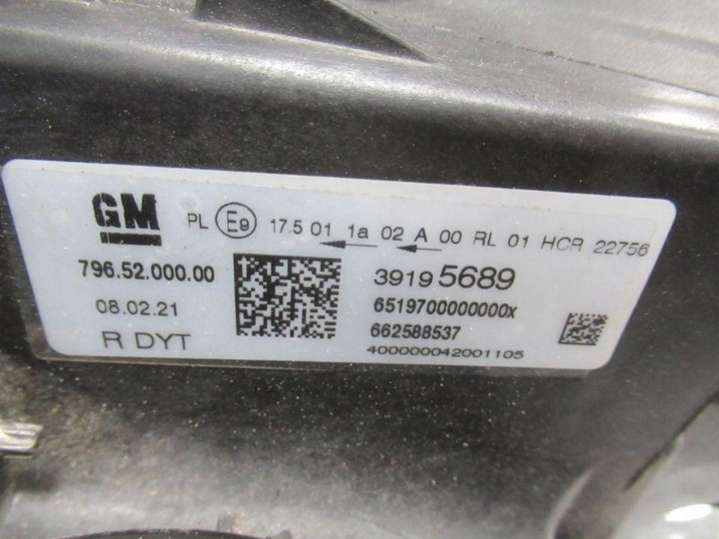 GM
PL E9 17.5 01 1a 02 A 00 RL 01 HCR 22756
796.52.000.00
39195689
08.02.21
6519700000000x
R DYT
662588537
400000042001105